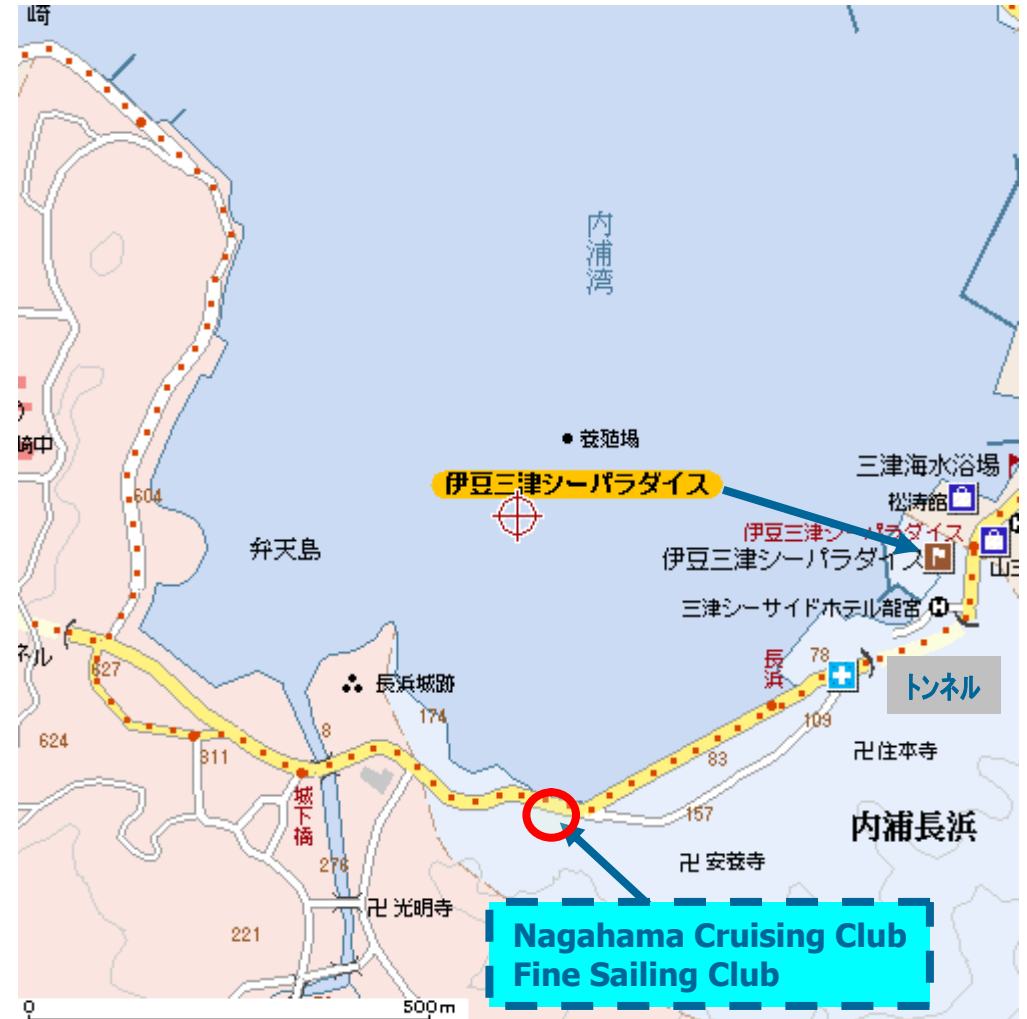 崎
内浦湾
養殖場
伊豆三津シーパラダイス
三津海水浴場
松涛館
伊豆三津シーパラダイス
伊豆三津シーパラダイス
三津シーサイドホテル龍宮
山三
崎中
604
弁天島
ネル
627
長浜城跡
174
長浜
78
トンネル
109
624
311
8
83
卍住本寺
城下橋
157
内浦長浜
276
卍安養寺
卍光明寺
221
Nagahama Cruising Club
Fine Sailing Club
0
500m